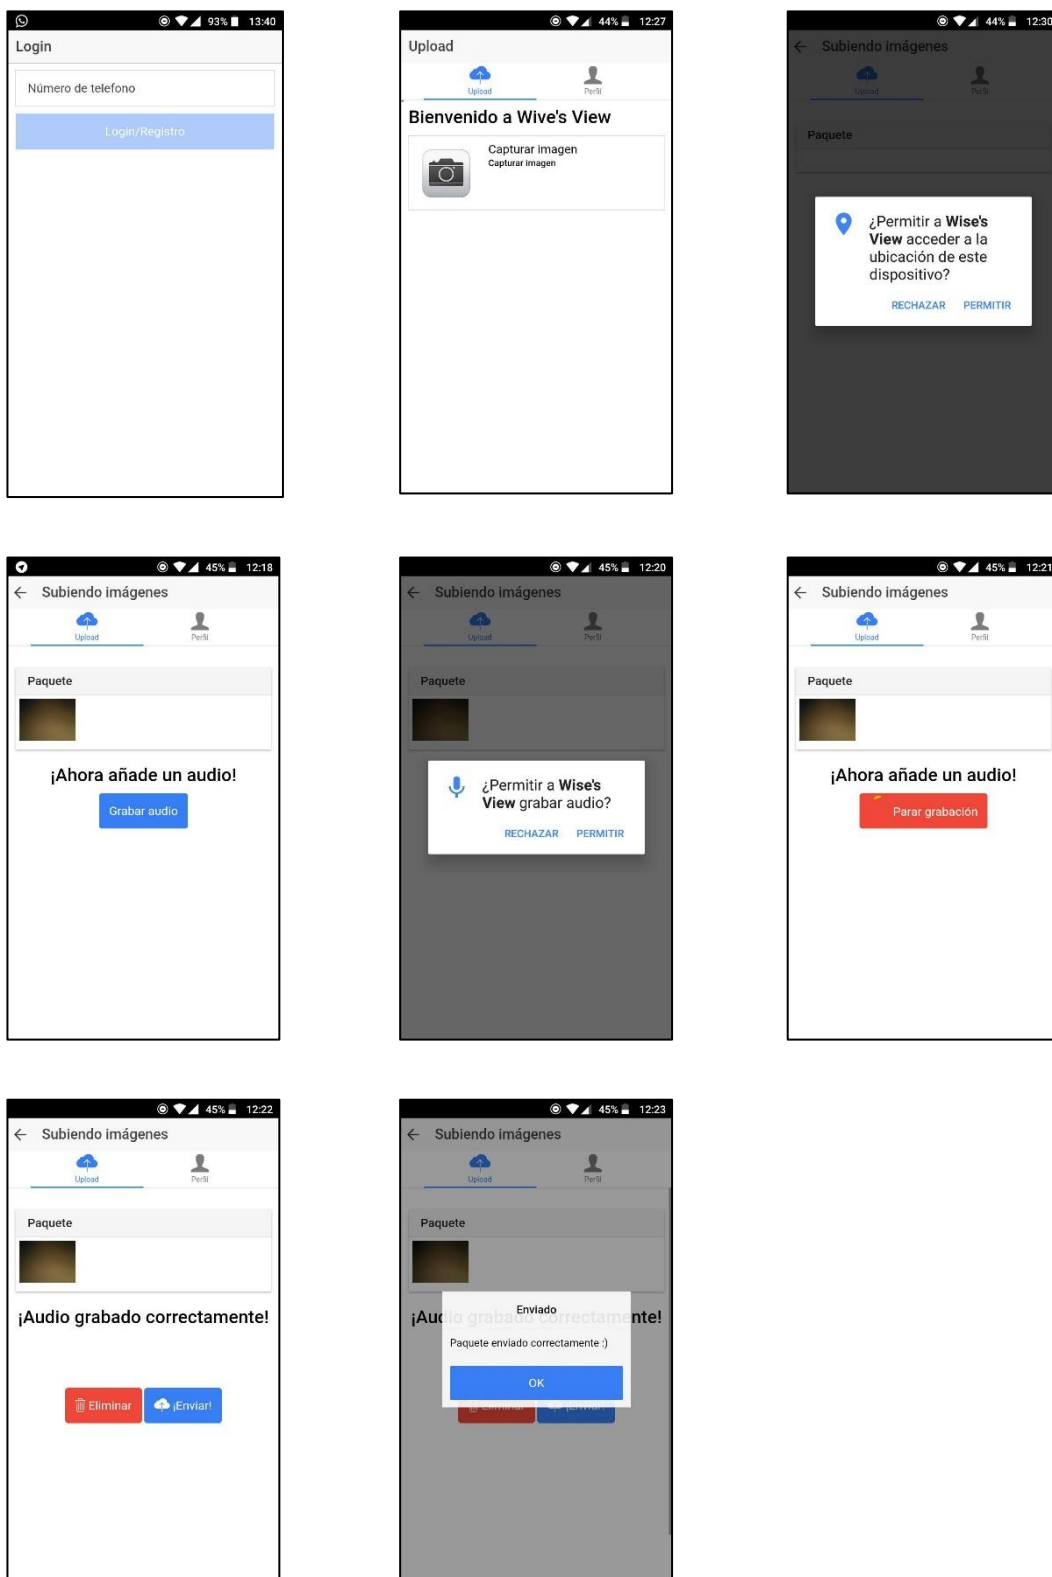 93% 13:40
Login
Número de telefono
Login/Registro
44% 12:27
Upload
Upload Perfil
Bienvenido a Wive's View
Capturar imagen
Capturar imagen
44% 12:30
Subiendo imágenes
Upload Perfil
Paquete
¿Permitir a Wise's
View acceder a la
ubicación de este
dispositivo?
RECHAZAR PERMITIR
45% 12:18
Subiendo imágenes
Upload Perfil
Paquete
¡Ahora añade un audio!
Grabar audio
45% 12:20
Subiendo imágenes
Upload Perfil
Paquete
¿Permitir a Wise's
View grabar audio?
RECHAZAR PERMITIR
45% 12:21
Subiendo imágenes
Upload Perfil
Paquete
¡Ahora añade un audio!
Parar grabación
45% 12:22
Subiendo imágenes
Upload Perfil
Paquete
¡Audio grabado correctamente!
Eliminar ¡Enviar!
45% 12:23
Subiendo imágenes
Upload Perfil
Paquete
¡Audio grabado correctamente!
Enviado
Paquete enviado correctamente :)
OK
Eliminar ¡Enviar!